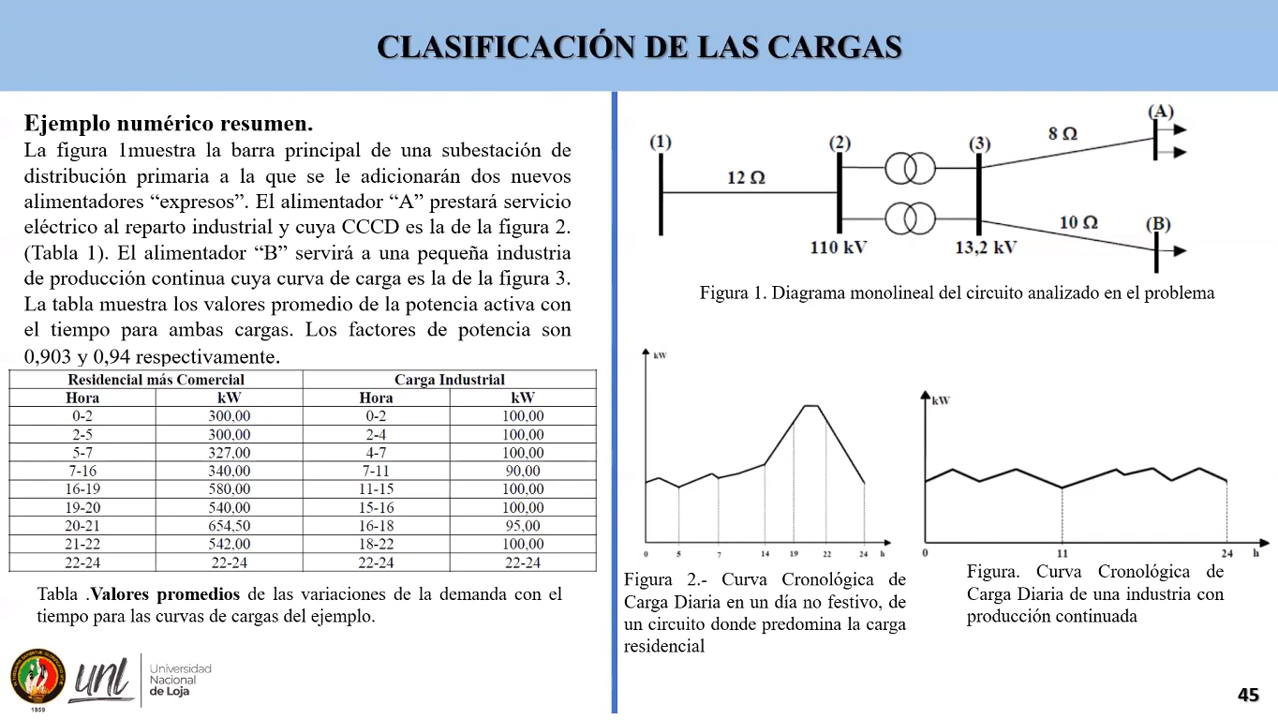 CLASIFICACIÓN DE LAS CARGAS
Ejemplo numérico resumen.
La figura 1muestra la barra principal de una subestación de
distribución primaria a la que se le adicionarán dos nuevos
alimentadores “expresos”. El alimentador “A” prestará servicio
eléctrico al reparto industrial y cuya CCCD es la de la figura 2.
(Tabla 1). El alimentador “B” servirá a una pequeña industria
de producción continua cuya curva de carga es la de la figura 3.
La tabla muestra los valores promedio de la potencia activa con
el tiempo para ambas cargas. Los factores de potencia son
0,903 y 0,94 respectivamente.
Residencial más Comercial Carga Industrial
Hora kW Hora kW
0-2 300,00 0-2 100,00
2-5 300,00 2-4 100,00
5-7 327,00 4-7 100,00
7-16 340,00 7-11 90,00
16-19 580,00 11-15 100,00
19-20 540,00 15-16 100,00
20-21 654,50 16-18 95,00
21-22 542,00 18-22 100,00
22-24 22-24 22-24 22-24
Tabla .Valores promedios de las variaciones de la demanda con el
tiempo para las curvas de cargas del ejemplo.
1859
unl
Universidad
Nacional
de Loja
(1) (2) (3) (A)
12 Ω 8 Ω
10 Ω (B)
110 kV 13,2 kV
Figura 1. Diagrama monolineal del circuito analizado en el problema
kW
0 5 7 14 19 22 24 h
Figura 2.- Curva Cronológica de
Carga Diaria en un día no festivo, de
un circuito donde predomina la carga
residencial
kW
0 11 24 h
Figura. Curva Cronológica de
Carga Diaria de una industria con
producción continuada
45